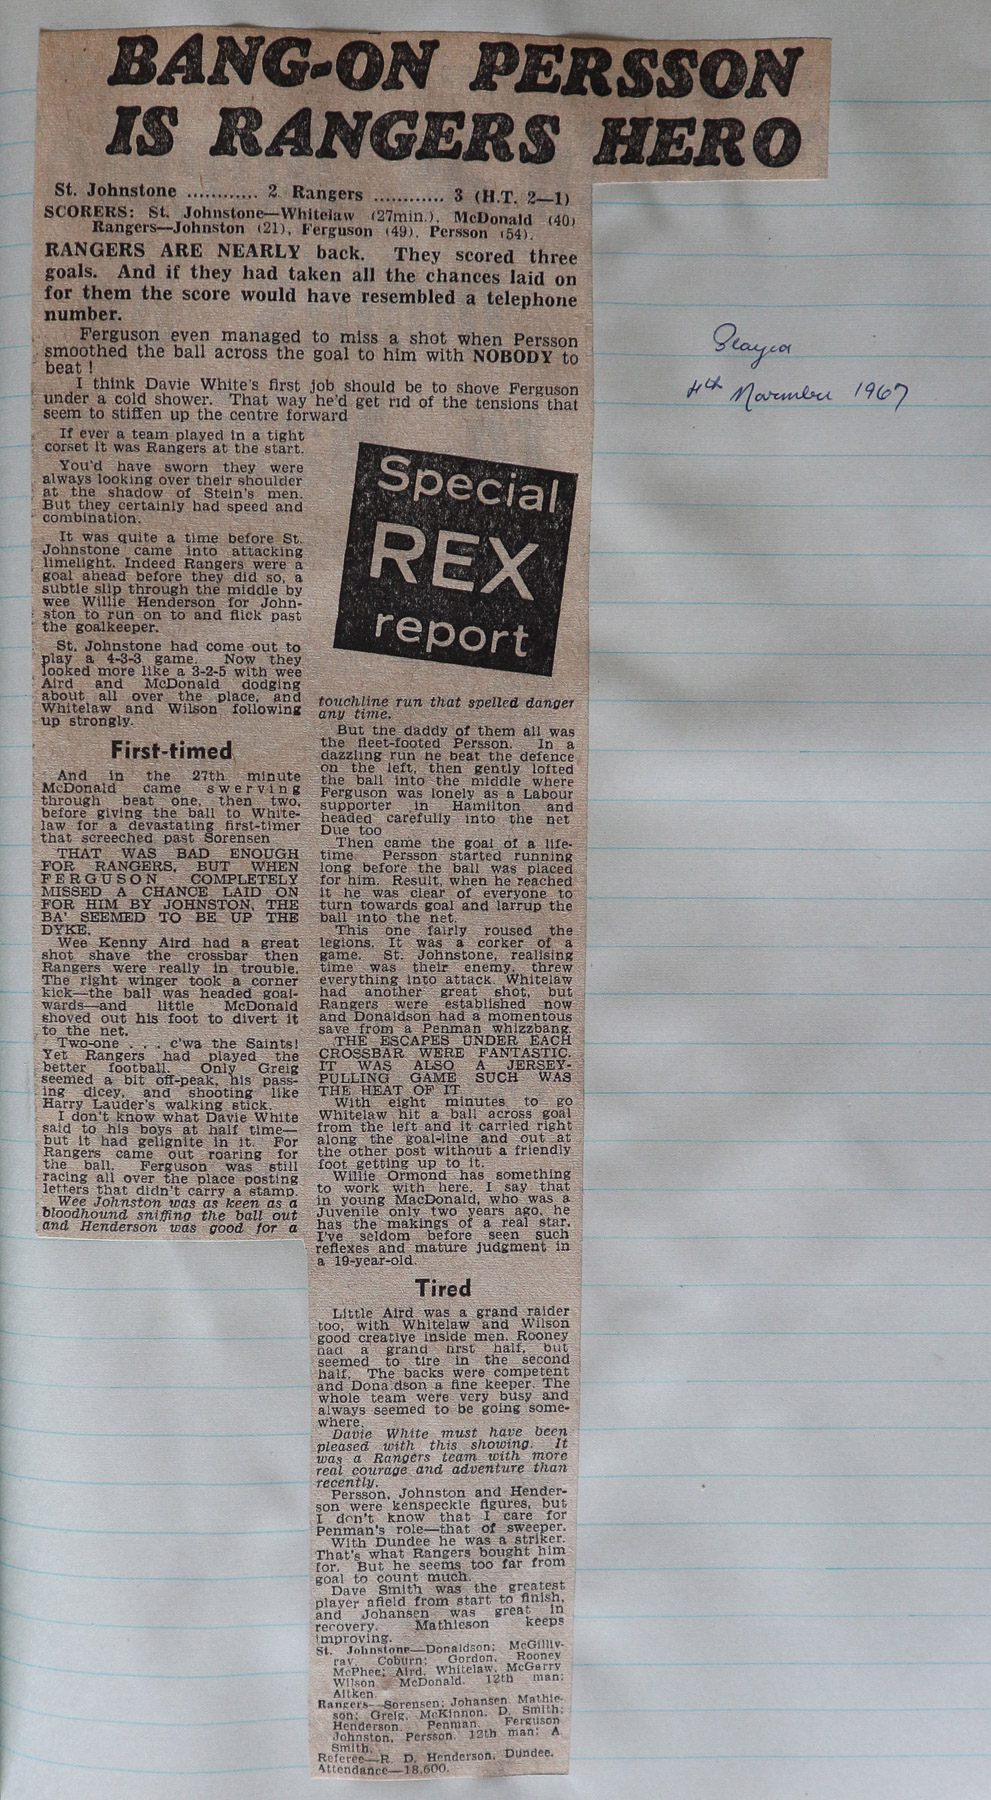 BANG-ON PERSSON
IS RANGERS HERO
St. Johnstone ............ 2 Rangers ............ 3 (H.T. 2—1)
SCORERS: St. Johnstone—Whitelaw (27min.), McDonald (40)
Rangers—Johnston (21), Ferguson (49), Persson (54).
RANGERS ARE NEARLY back. They scored three
goals. And if they had taken all the chances laid on
for them the score would have resembled a telephone
number.
Ferguson even managed to miss a shot when Persson
smoothed the ball across the goal to him with NOBODY to
beat !
I think Davie White's first job should be to shove Ferguson
under a cold shower. That way he'd get rid of the tensions that
seem to stiffen up the centre forward
If ever a team played in a tight
corset it was Rangers at the start.
You'd have sworn they were
always looking over their shoulder
at the shadow of Stein's men.
But they certainly had speed and
combination.
It was quite a time before St.
Johnstone came into attacking
limelight. Indeed Rangers were a
goal ahead before they did so, a
subtle slip through the middle by
wee Willie Henderson for John-
ston to run on to and flick past
the goalkeeper.
St. Johnstone had come out to
play a 4-3-3 game. Now they
looked more like a 3-2-5 with wee
Aird and McDonald dodging
about all over the place, and
Whitelaw and Wilson following
up strongly.
First-timed
And in the 27th minute
McDonald came swerving
through beat one, then two,
before giving the ball to White-
law for a devastating first-timer
that screeched past Sorensen
THAT WAS BAD ENOUGH
FOR RANGERS, BUT WHEN
FERGUSON COMPLETELY
MISSED A CHANCE LAID ON
FOR HIM BY JOHNSTON, THE
BA' SEEMED TO BE UP THE
DYKE.
Wee Kenny Aird had a great
shot shave the crossbar then
Rangers were really in trouble.
The right winger took a corner
kick—the ball was headed goal-
wards—and little McDonald
shoved out his foot to divert it
to the net.
Two-one . . . c'wa the Saints!
Yet Rangers had played the
better football. Only Greig
seemed a bit off-peak, his pass-
ing dicey, and shooting like
Harry Lauder's walking stick.
I don't know what Davie White
said to his boys at half time—
but it had gelignite in it. For
Rangers came out roaring for
the ball. Ferguson was still
racing all over the place posting
letters that didn't carry a stamp.
Wee Johnston was as keen as a
bloodhound sniffing the ball out
and Henderson was good for a
Special
REX
report
touchline run that spelled danger
any time.
But the daddy of them all was
the fleet-footed Persson. In a
dazzling run he beat the defence
on the left, then gently lofted
the ball into the middle where
Ferguson was lonely as a Labour
supporter in Hamilton and
headed carefully into the net
Due too
Then came the goal of a life-
time Persson started running
long before the ball was placed
for him. Result, when he reached
it he was clear of everyone to
turn towards goal and larrup the
ball into the net.
This one fairly roused the
legions. It was a corker of a
game. St. Johnstone, realising
time was their enemy, threw
everything into attack. Whitelaw
had another great shot, but
Rangers were established now
and Donaldson had a momentous
save from a Penman whizzbang.
THE ESCAPES UNDER EACH
CROSSBAR WERE FANTASTIC.
IT WAS ALSO A JERSEY-
PULLING GAME SUCH WAS
THE HEAT OF IT
With eight minutes to go
Whitelaw hit a ball across goal
from the left and it carried right
along the goal-line and out at
the other post without a friendly
foot getting up to it.
Willie Ormond has something
to work with here. I say that
in young MacDonald, who was a
Juvenile only two years ago, he
has the makings of a real star.
I've seldom before seen such
reflexes and mature judgment in
a 19-year-old.
Tired
Little Aird was a grand raider
too, with Whitelaw and Wilson
good creative inside men. Rooney
had a grand first half, but
seemed to tire in the second
half. The backs were competent
and Dona dson a fine keeper. The
whole team were very busy and
always seemed to be going some-
where.
Davie White must have been
pleased with this showing. It
was a Rangers team with more
real courage and adventure than
recently.
Persson, Johnston and Hender-
son were kenspeckle figures, but
I don't know that I care for
Penman's role—that of sweeper.
With Dundee he was a striker.
That's what Rangers bought him
for. But he seems too far from
goal to count much.
Dave Smith was the greatest
player afield from start to finish,
and Johansen was great in
recovery. Mathieson keeps
improving.
St. Johnstone—Donaldson; McGilliv-
ray, Coburn; Gordon, Rooney
McPhee; Aird, Whitelaw, McGarry
Wilson McDonald. 12th man:
Aitken.
Rangers—Sorensen; Johansen Mathie-
son; Greig, McKinnon, D. Smith;
Henderson, Penman, Ferguson
Johnston, Persson. 12th man: A
Smith.
Referee—R. D. Henderson, Dundee.
Attendance—18,600.
4th November 1967